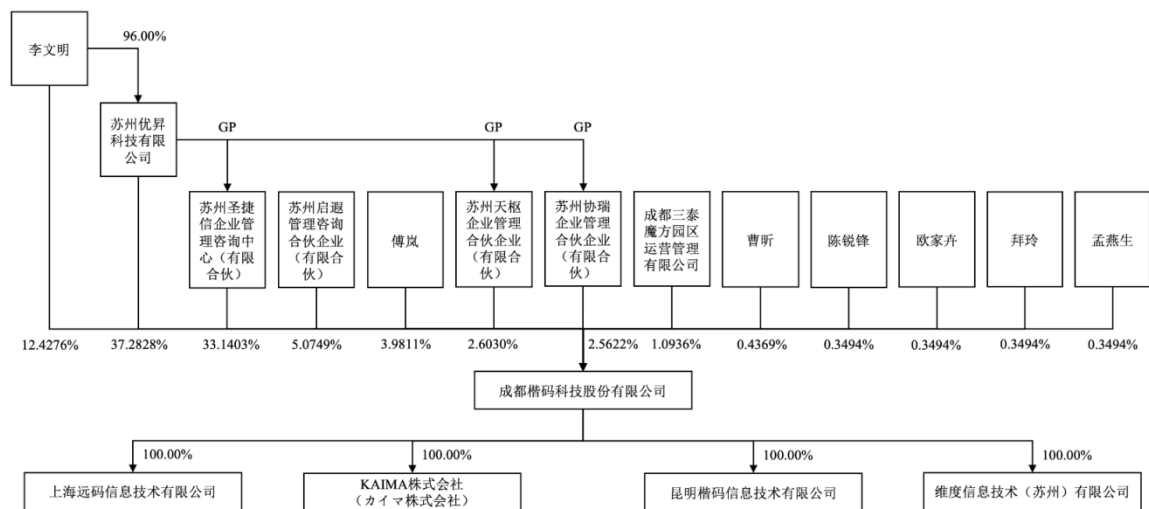 李文明
96.00%
苏州优昇
科技有限
公司
GP
GP
GP
苏州圣捷
信企业管
理咨询中
心（有限
合伙）
苏州启遐
管理咨询
合伙企业
（有限合
伙）
傅岚
苏州天枢
企业管理
合伙企业
（有限合
伙）
苏州协瑞
企业管理
合伙企业
（有限合
伙）
成都三泰
魔方园区
运营管理
有限公司
曹昕
陈锐锋
欧家卉
拜玲
孟燕生
12.4276%
37.2828%
33.1403%
5.0749%
3.9811%
2.6030%
2.5622%
1.0936%
0.4369%
0.3494%
0.3494%
0.3494%
0.3494%
成都楷码科技股份有限公司
100.00%
100.00%
100.00%
100.00%
上海远码信息技术有限公司
KAIMA株式会社
（カイマ株式会社）
昆明楷码信息技术有限公司
维度信息技术（苏州）有限公司